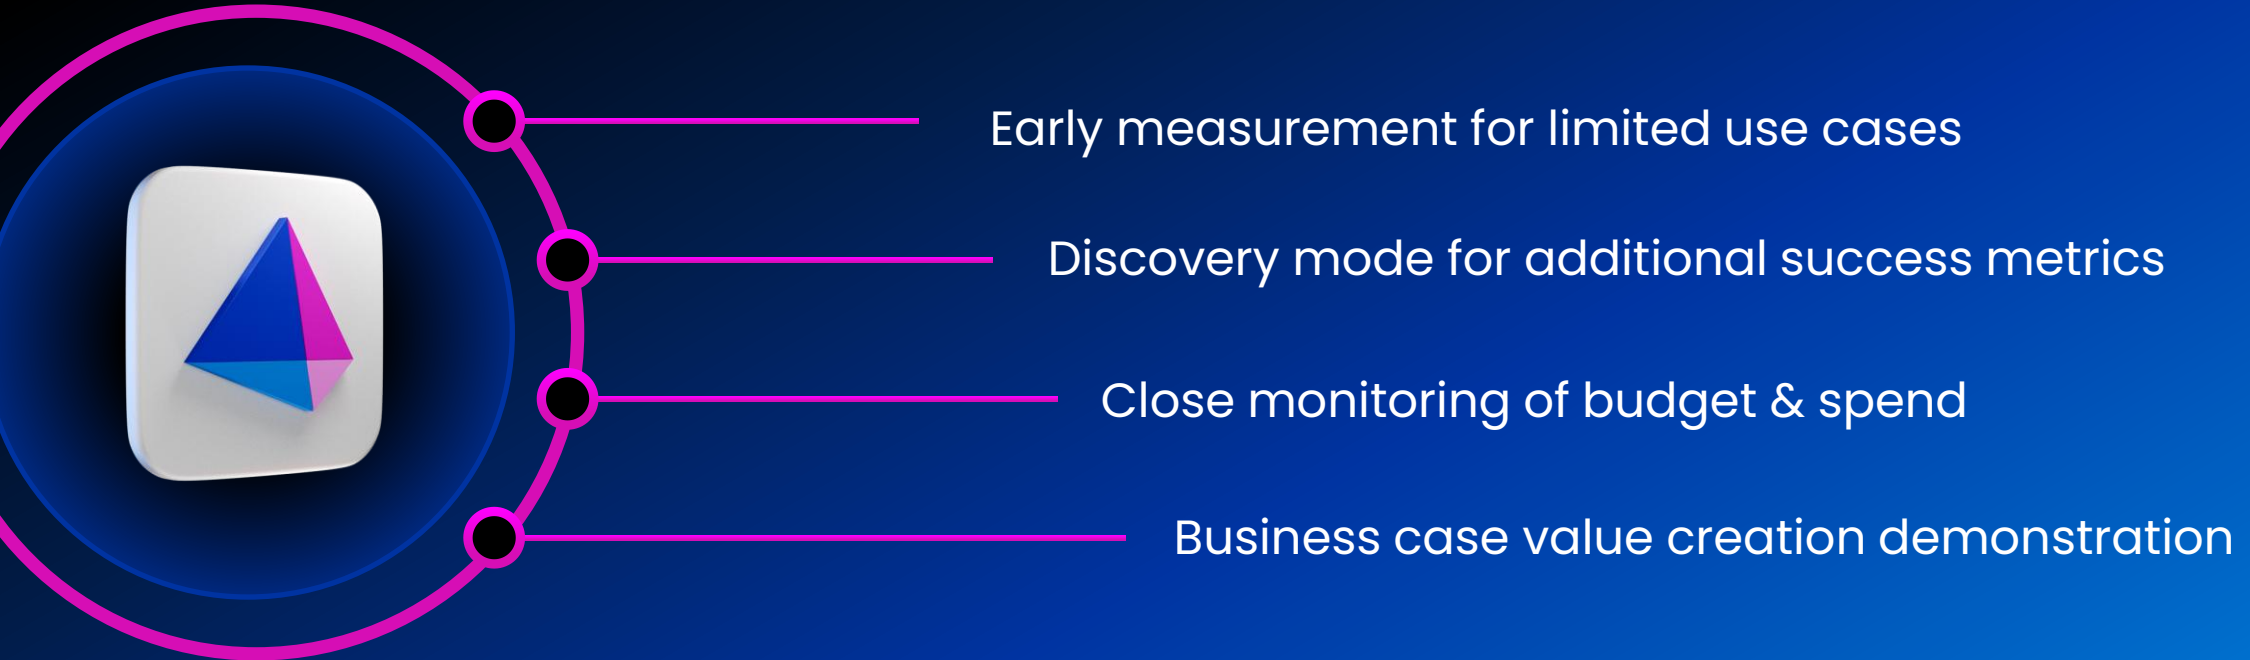 Early measurement for limited use cases
Discovery mode for additional success metrics
Close monitoring of budget & spend
Business case value creation demonstration